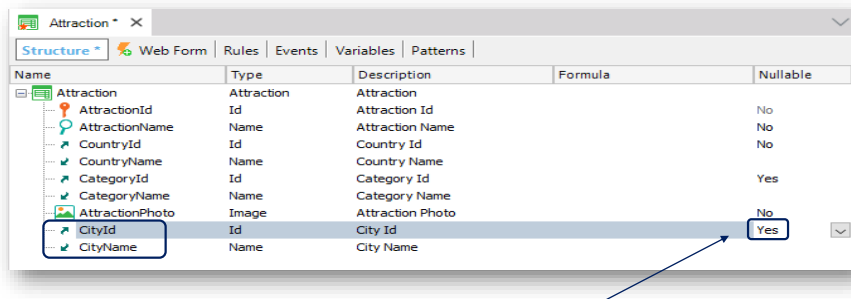 Attraction * ×
Structure * Web Form Rules Events Variables Patterns
Name Type Description Formula Nullable
Attraction Attraction Attraction
AttractionId Id Attraction Id No
AttractionName Name Attraction Name No
CountryId Id Country Id No
CountryName Name Country Name
CategoryId Id Category Id Yes
CategoryName Name Category Name
AttractionPhoto Image Attraction Photo No
CityId Id City Id Yes
CityName Name City Name